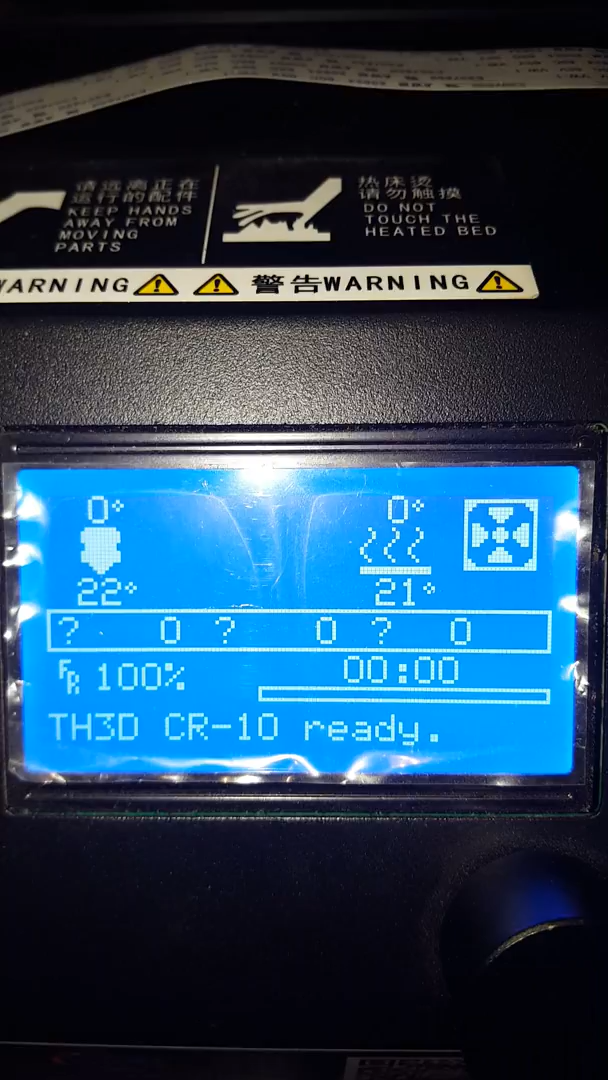 请远离正在
运行的配件
KEEP HANDS
AWAY FROM
MOVING
PARTS
热床烫
请勿触摸
DO NOT
TOUCH THE
HEATED BED
WARNING 警告WARNING
0° 0°
22° 21°
? 0 ? 0 ? 0
FR 100% 00:00
TH3D CR-10 ready.